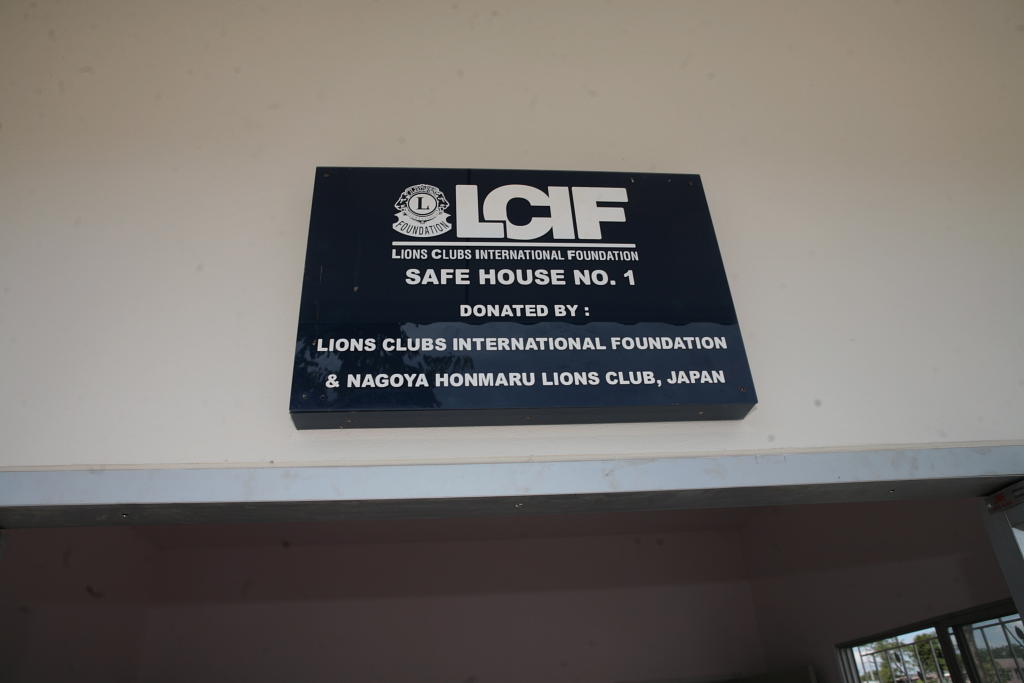 L
FOUNDATION
LCIF
LIONS CLUBS INTERNATIONAL FOUNDATION
SAFE HOUSE NO. 1
DONATED BY :
LIONS CLUBS INTERNATIONAL FOUNDATION
& NAGOYA HONMARU LIONS CLUB, JAPAN